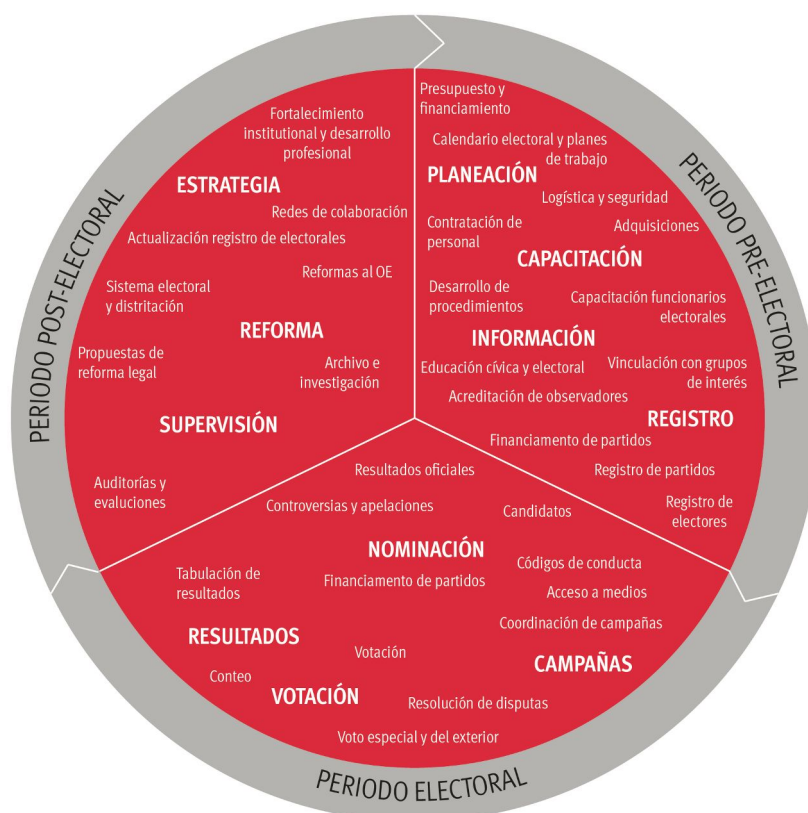 PERIODO POST-ELECTORAL
Fortalecimiento
institutional y desarrollo
profesional
ESTRATEGIA
Redes de colaboración
Actualización registro de electorales
Reformas al OE
Sistema electoral
y distritación
REFORMA
Propuestas de
reforma legal
Archivo e
investigación
SUPERVISIÓN
Auditorías y
evaluciones
PERIODO PRE-ELECTORAL
Presupuesto y
financiamiento
Calendario electoral y planes
de trabajo
PLANEACIÓN
Logística y seguridad
Contratación de
personal
Adquisiciones
CAPACITACIÓN
Desarrollo de
procedimientos
Capacitación funcionarios
electorales
INFORMACIÓN
Educación cívica y electoral
Vinculación con grupos
de interés
Acreditación de observadores
REGISTRO
Financiamento de partidos
Registro de partidos
Registro de
electores
PERIODO ELECTORAL
Resultados oficiales
Controversias y apelaciones
Candidatos
NOMINACIÓN
Códigos de conducta
Tabulación de
resultados
Financiamento de partidos
Acceso a medios
Coordinación de campañas
RESULTADOS
Votación
CAMPAÑAS
Conteo
VOTACIÓN
Resolución de disputas
Voto especial y del exterior